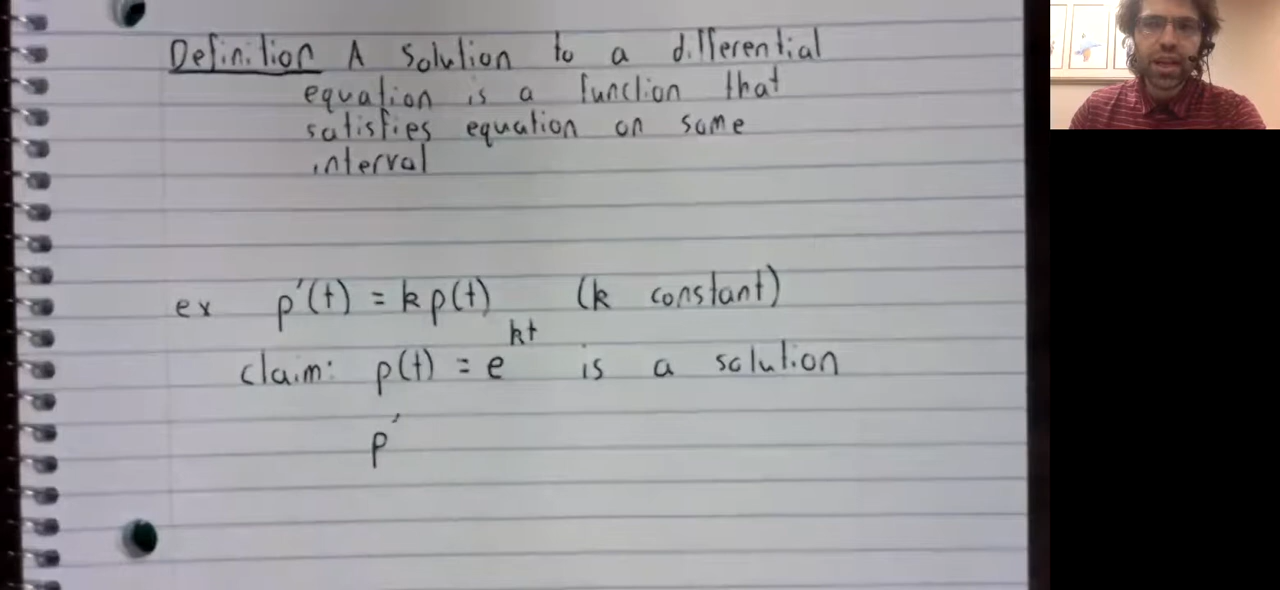 Definition A solution to a differential
equation is a function that
satisfies equation on some
interval
ex p'(t) = kp(t) (k constant)
claim: p(t) = e^{kt} is a solution
p'